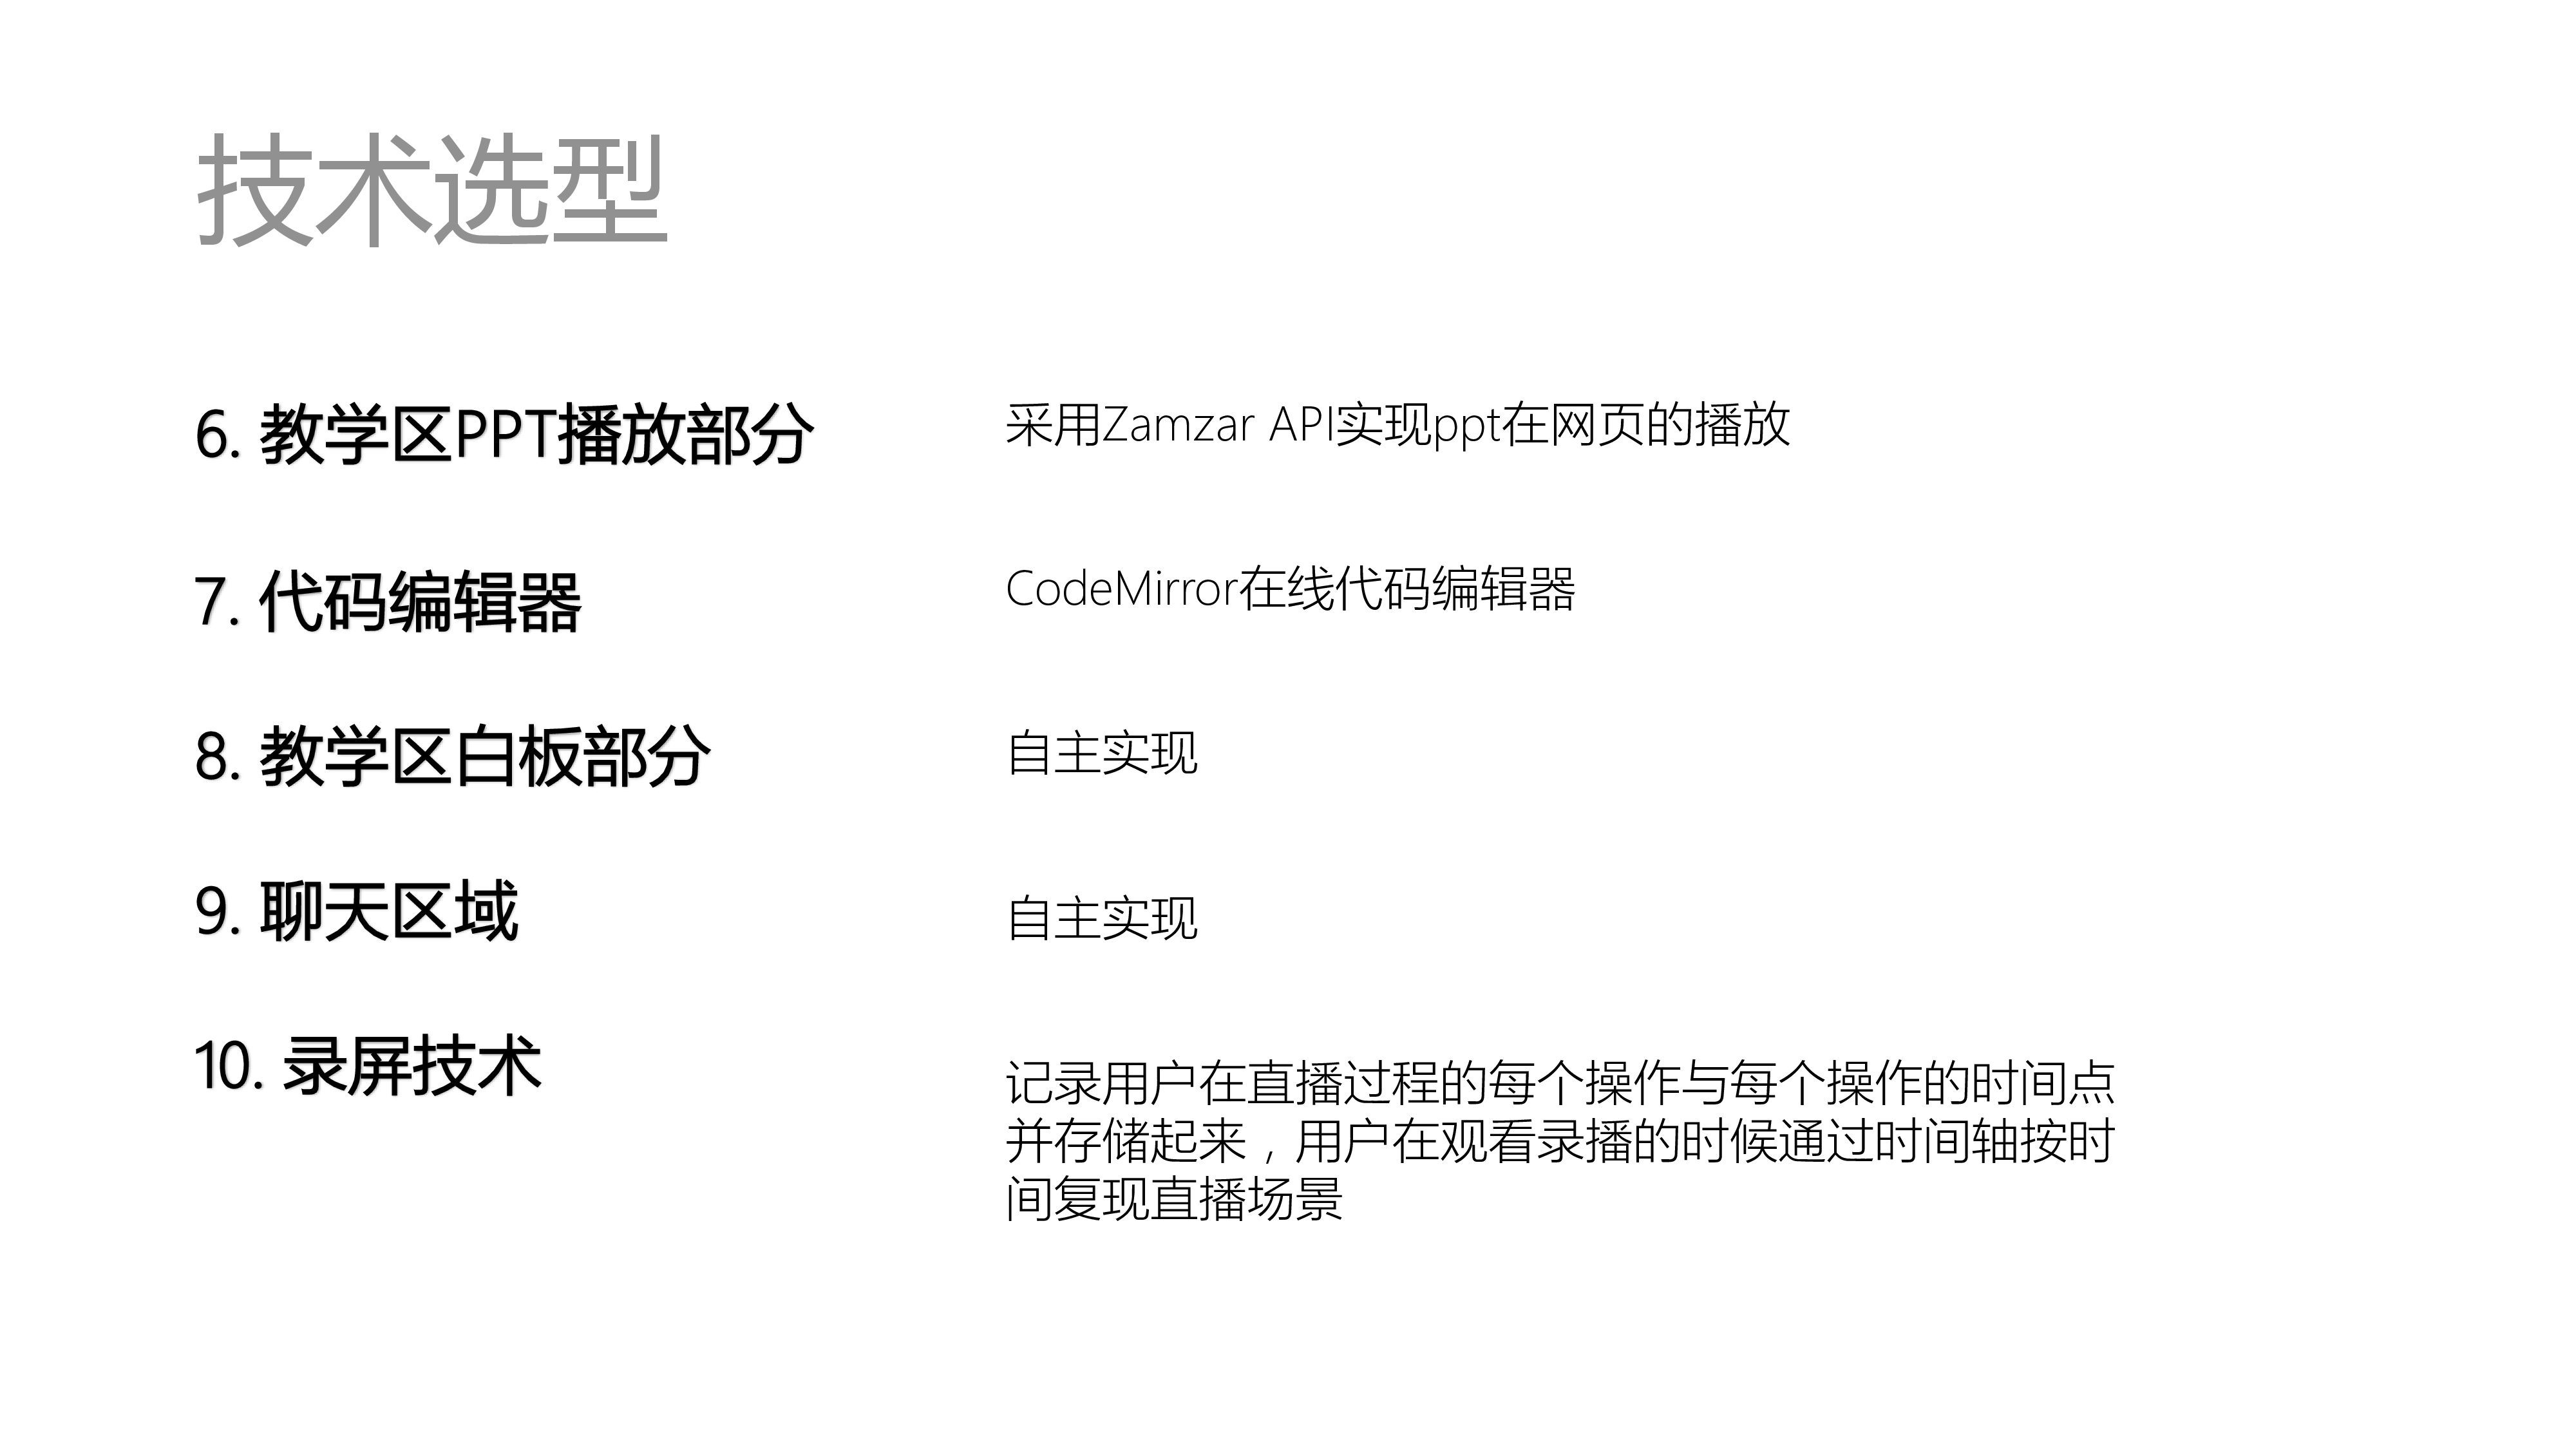 技术选型
6. 教学区PPT播放部分
采用Zamzar API实现ppt在网页的播放
7. 代码编辑器
CodeMirror在线代码编辑器
8. 教学区白板部分
自主实现
9. 聊天区域
自主实现
10. 录屏技术
记录用户在直播过程的每个操作与每个操作的时间点
并存储起来，用户在观看录播的时候通过时间轴按时
间复现直播场景